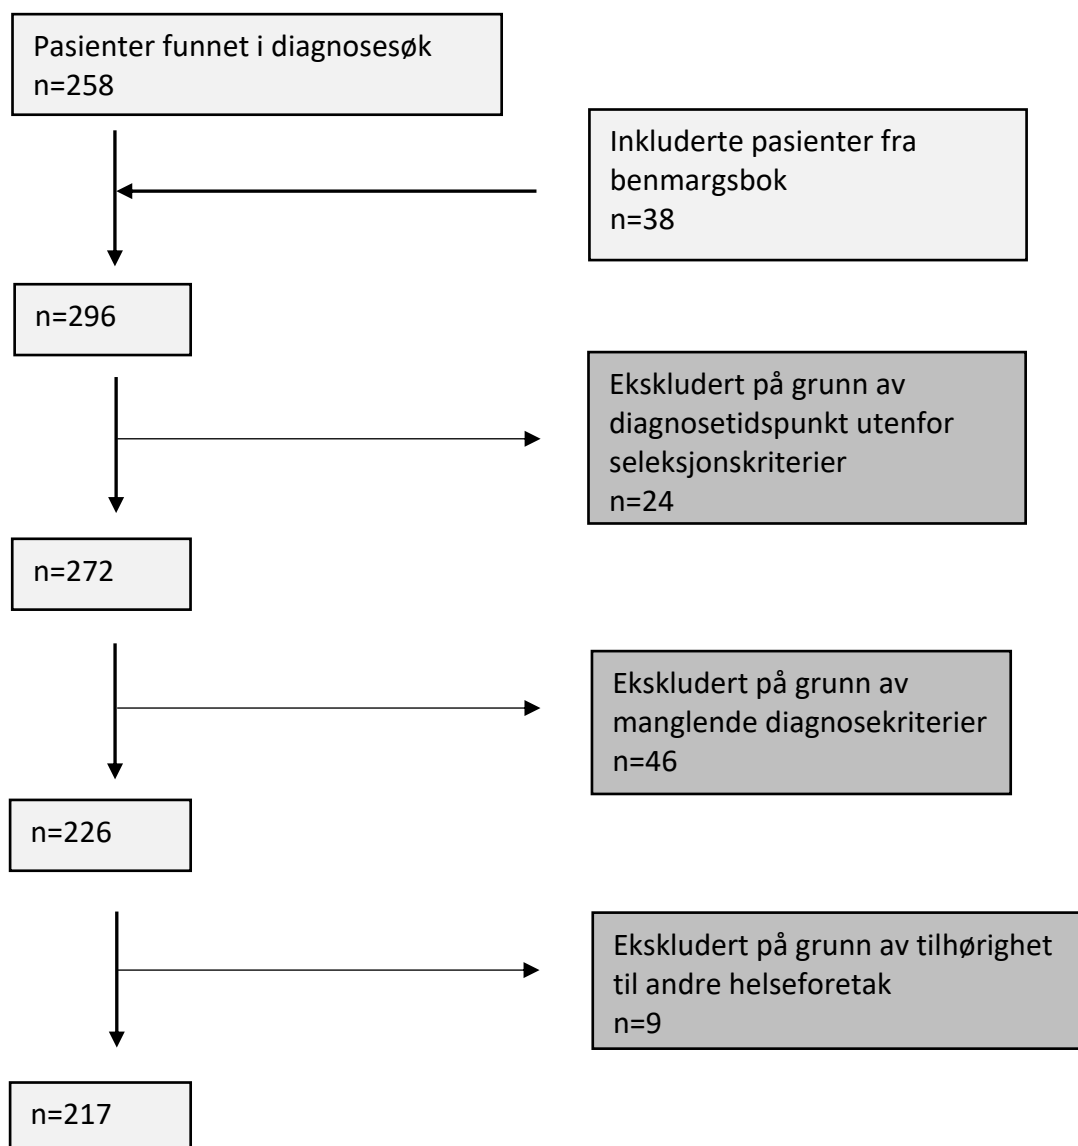 Pasienter funnet i diagnosesøk
n=258
Inkluderte pasienter fra
benmargsbok
n=38
n=296
Ekskludert på grunn av
diagnosetidspunkt utenfor
seleksjonskriterier
n=24
n=272
Ekskludert på grunn av
manglende diagnosekriterier
n=46
n=226
Ekskludert på grunn av tilhørighet
til andre helseforetak
n=9
n=217